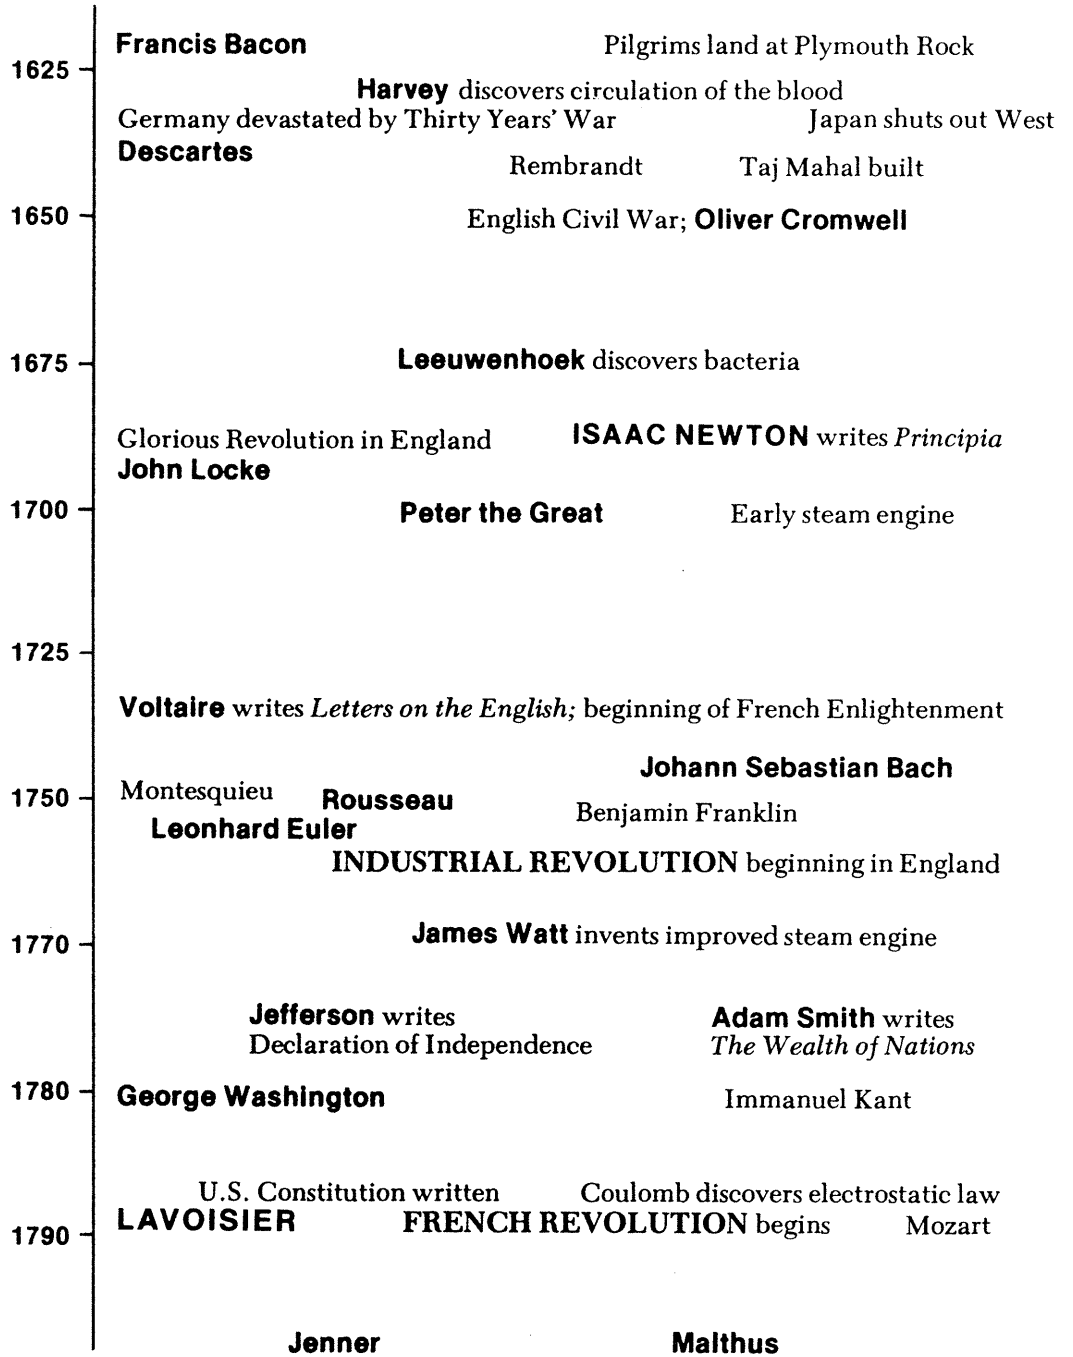 Francis Bacon Pilgrims land at Plymouth Rock
1625
Harvey discovers circulation of the blood
Germany devastated by Thirty Years' War Japan shuts out West
Descartes
Rembrandt Taj Mahal built
1650 English Civil War; Oliver Cromwell
1675 Leeuwenhoek discovers bacteria
Glorious Revolution in England ISAAC NEWTON writes Principia
John Locke
1700 Peter the Great Early steam engine
1725
Voltaire writes Letters on the English; beginning of French Enlightenment
Johann Sebastian Bach
1750 Montesquieu Rousseau Benjamin Franklin
Leonhard Euler
INDUSTRIAL REVOLUTION beginning in England
1770 James Watt invents improved steam engine
Jefferson writes Adam Smith writes
Declaration of Independence The Wealth of Nations
1780 George Washington Immanuel Kant
U.S. Constitution written Coulomb discovers electrostatic law
LAVOISIER FRENCH REVOLUTION begins Mozart
1790
Jenner Malthus